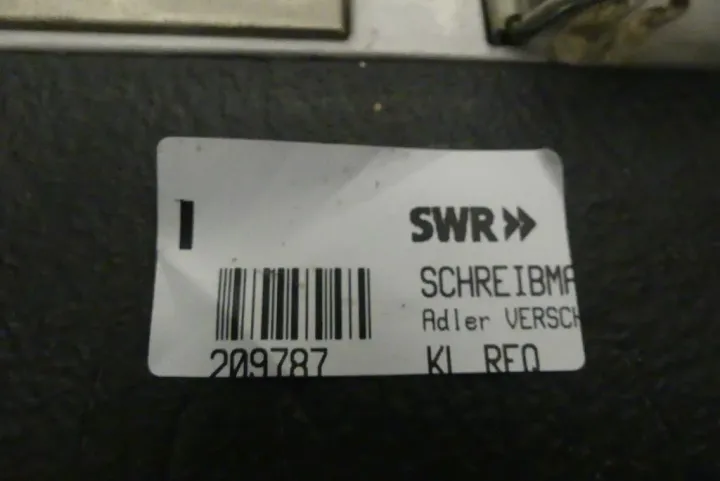 SWR
SCHREIBMA
Adler VERSCH
209787
KL REQ